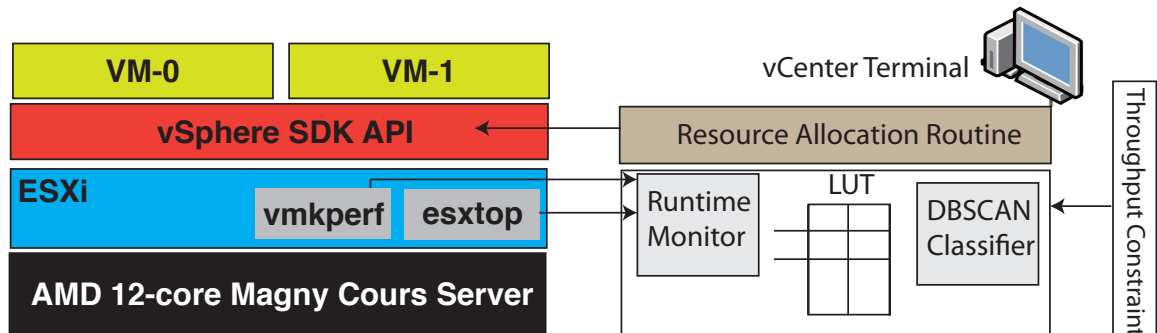 VM-0
VM-1
vCenter Terminal
vSphere SDK API
Resource Allocation Routine
Throughput Constraint
ESXi
vmkperf
esxtop
Runtime
Monitor
LUT
DBSCAN
Classifier
AMD 12-core Magny Cours Server